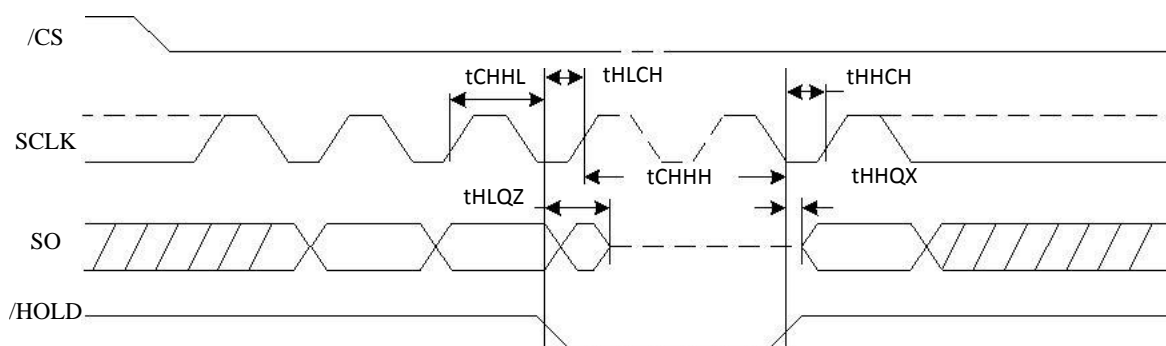 /CS
tCHHL tHLCH tHHCH
SCLK
tCHHH tHHQX
tHLQZ
SO
/HOLD